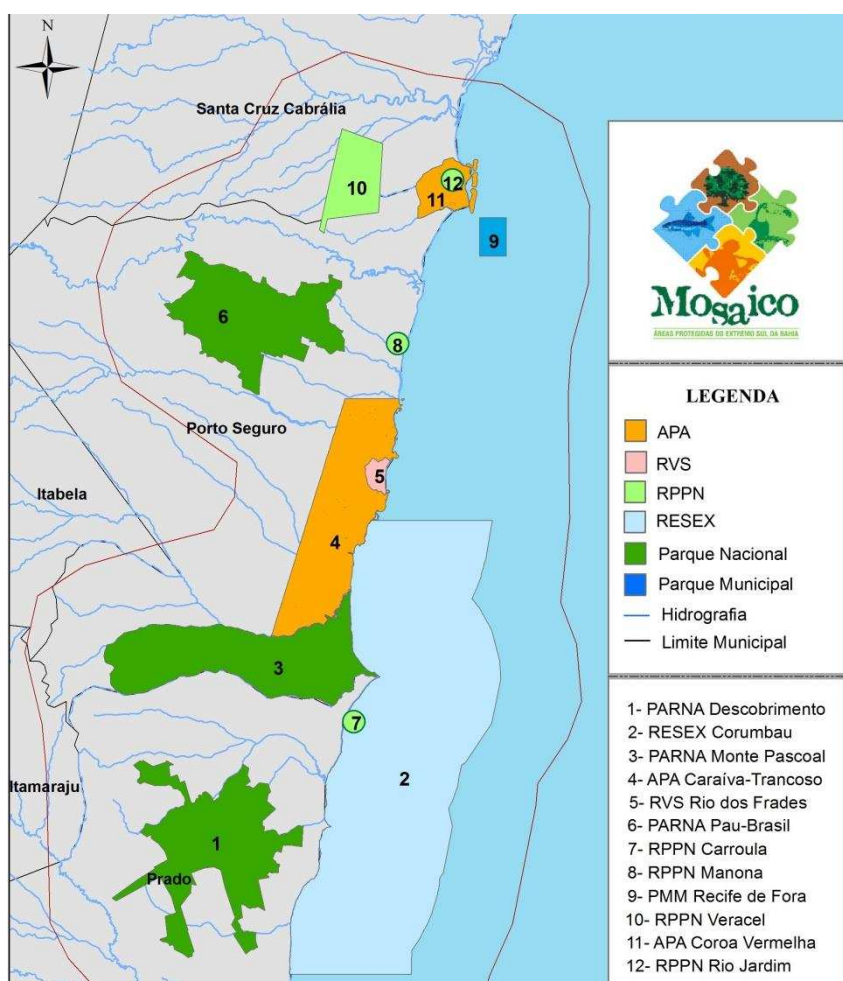 N
Santa Cruz Cabrália
10
12
11
9
6
8
Porto Seguro
5
Itabela
4
3
7
Itamaraju
2
1
Prado
Mosaico
ÁREAS PROTEGIDAS DO EXTREMO SUL DA BAHIA
LEGENDA
APA
RVS
RPPN
RESEX
Parque Nacional
Parque Municipal
Hidrografia
Limite Municipal
1- PARNA Descobrimento
2- RESEX Corumbau
3- PARNA Monte Pascoal
4- APA Caraíva-Trancoso
5- RVS Rio dos Frades
6- PARNA Pau-Brasil
7- RPPN Carroula
8- RPPN Manona
9- PMM Recife de Fora
10- RPPN Veracel
11- APA Coroa Vermelha
12- RPPN Rio Jardim